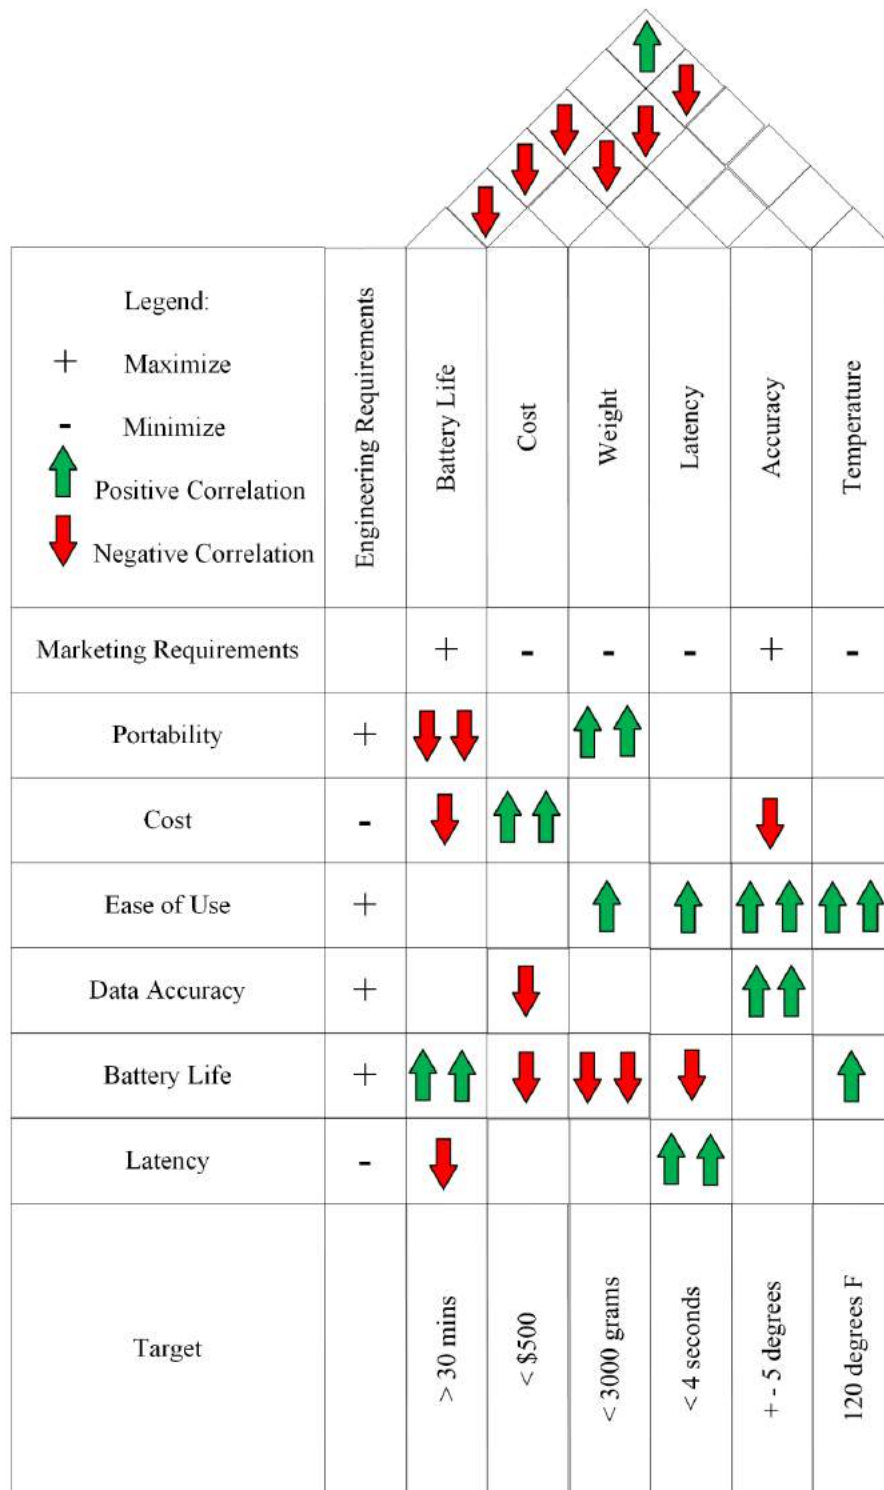 Legend:
+ Maximize
- Minimize
Positive Correlation
Negative Correlation
Engineering Requirements
Battery Life
Cost
Weight
Latency
Accuracy
Temperature
Marketing Requirements + - - - + -
Portability +
Cost -
Ease of Use +
Data Accuracy +
Battery Life +
Latency -
Target
> 30 mins
< $500
< 3000 grams
< 4 seconds
+ - 5 degrees
120 degrees F